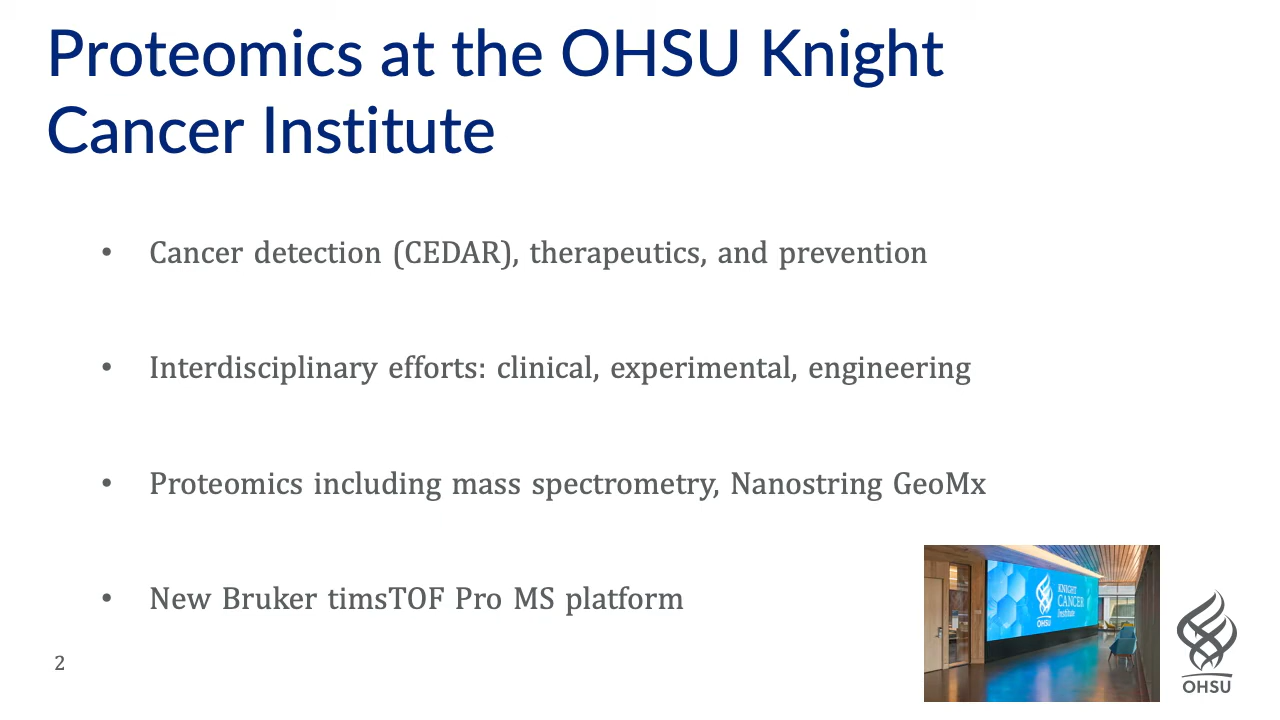 Proteomics at the OHSU Knight
Cancer Institute
• Cancer detection (CEDAR), therapeutics, and prevention
• Interdisciplinary efforts: clinical, experimental, engineering
• Proteomics including mass spectrometry, Nanostring GeoMx
• New Bruker timsTOF Pro MS platform
KNIGHT
CANCER
Institute
OHSU
OHSU
2